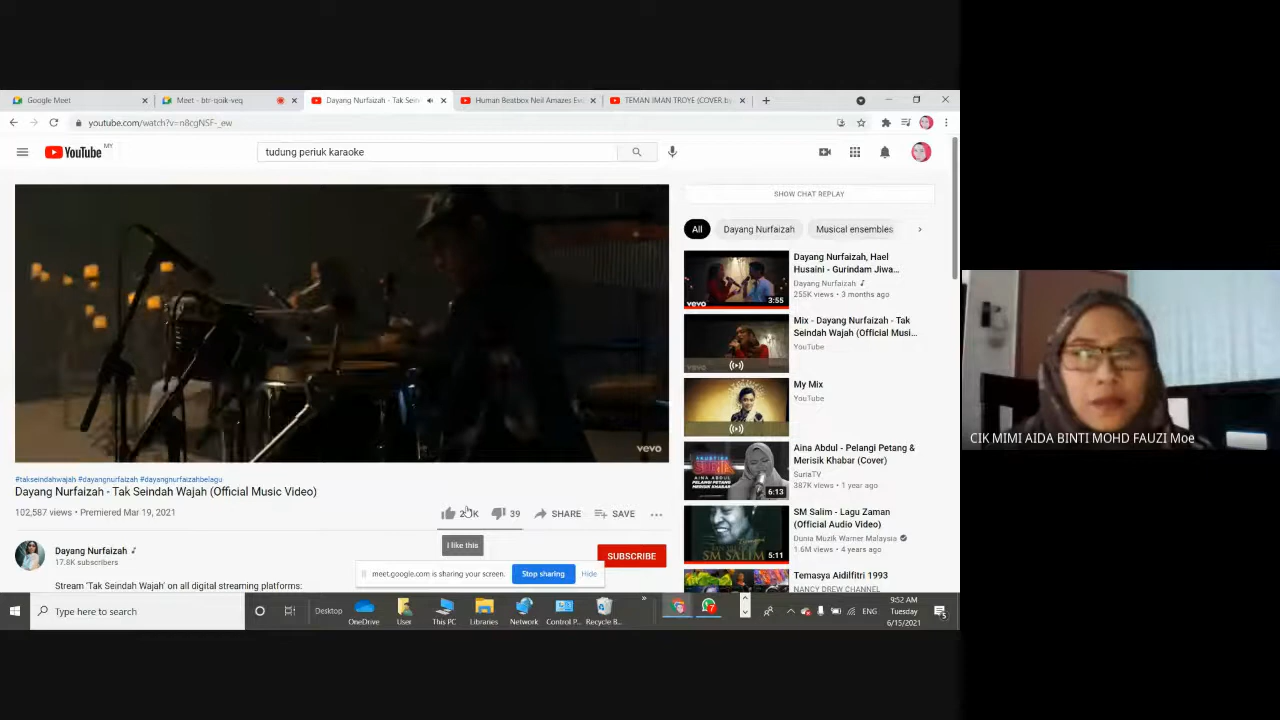 Google Meet
Meet - btr-qoik-veq
Dayang Nurfaizah - Tak Sein
Human Beatbox Neil Amazes Ev
TEMAN IMAN TROYE (COVER by
youtube.com/watch?v=n8cgNSF-_ew
YouTube MY
tudung periuk karaoke
SHOW CHAT REPLAY
All
Dayang Nurfaizah
Musical ensembles
Dayang Nurfaizah, Hael
Husaini - Gurindam Jiwa...
Dayang Nurfaizah
255K views • 3 months ago
vevo
3:55
Mix - Dayang Nurfaizah - Tak
Seindah Wajah (Official Musi...
YouTube
My Mix
YouTube
Aina Abdul - Pelangi Petang &
Merisik Khabar (Cover)
SuriaTV
387K views • 1 year ago
6:13
SM Salim - Lagu Zaman
(Official Audio Video)
Dunia Muzik Warner Malaysia
1.6M views • 4 years ago
SM SALIM
5:11
Temasya Aidilfitri 1993
NANCY DREW CHANNEL
vevo
#takseindahwajah #dayangnurfaizah #dayangnurfaizahbelagu
Dayang Nurfaizah - Tak Seindah Wajah (Official Music Video)
102,587 views • Premiered Mar 19, 2021
39
SHARE
SAVE
I like this
Dayang Nurfaizah
17.8K subscribers
SUBSCRIBE
Stream 'Tak Seindah Wajah' on all digital streaming platforms:
meet.google.com is sharing your screen.
Stop sharing
Hide
Type here to search
Desktop
OneDrive
User
This PC
Libraries
Network
Control P...
Recycle B...
ENG
9:52 AM
Tuesday
6/15/2021
CIK MIMI AIDA BINTI MOHD FAUZI Moe